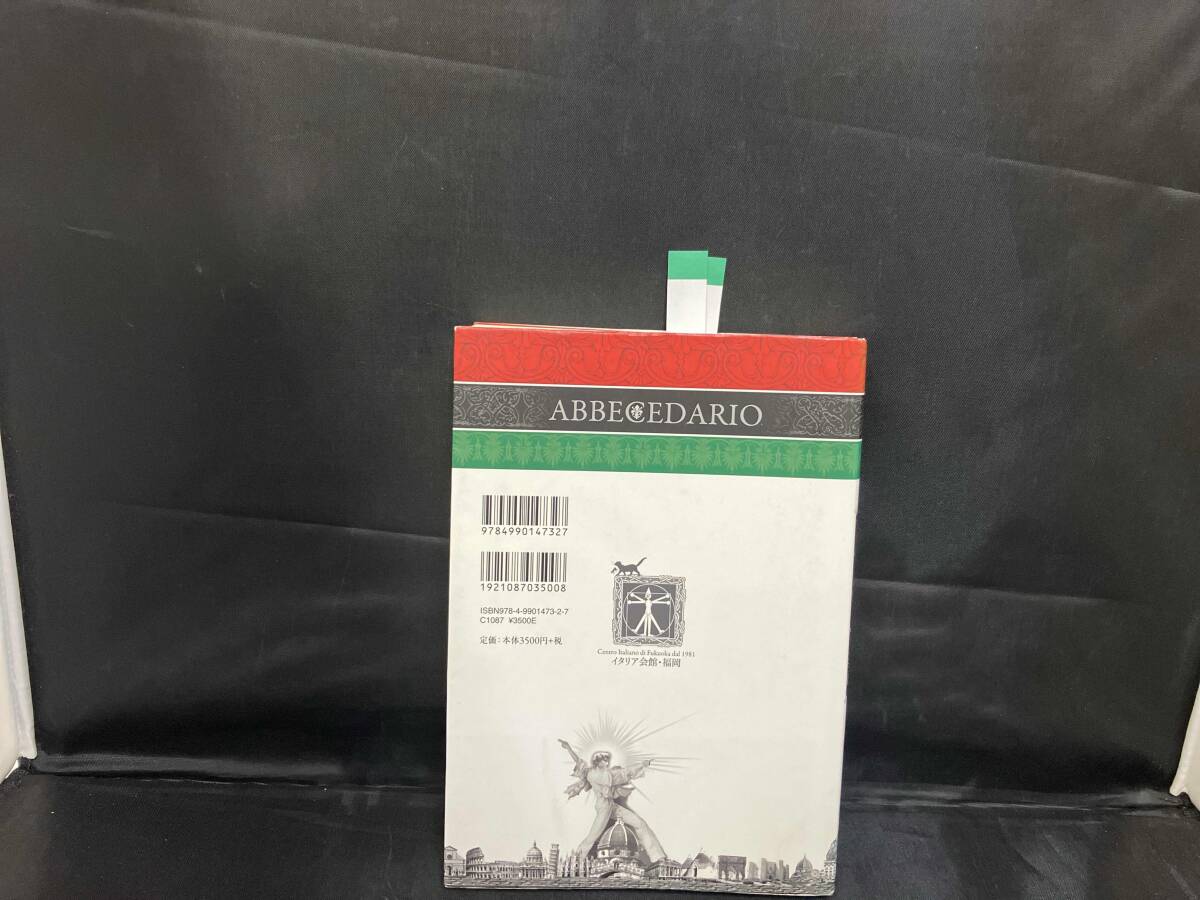 ABBECEDARIO
9784990147327
1921087035008
ISBN978-4-9901473-2-7
C1087 ¥3500E
定価:本体3500円+税
Centro Italiano di Fukuoka dal 1981
イタリア会館・福岡